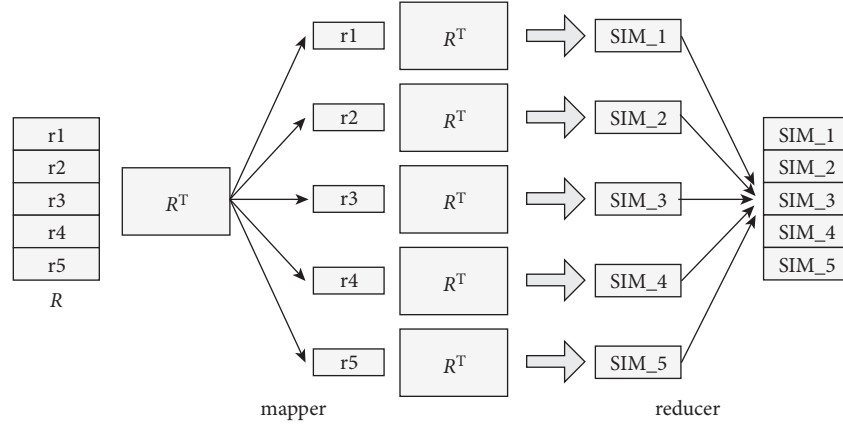 r1
r2
r3
r4
r5
R
R^T
r1 R^T SIM_1
r2 R^T SIM_2
r3 R^T SIM_3
r4 R^T SIM_4
r5 R^T SIM_5
mapper reducer
SIM_1
SIM_2
SIM_3
SIM_4
SIM_5